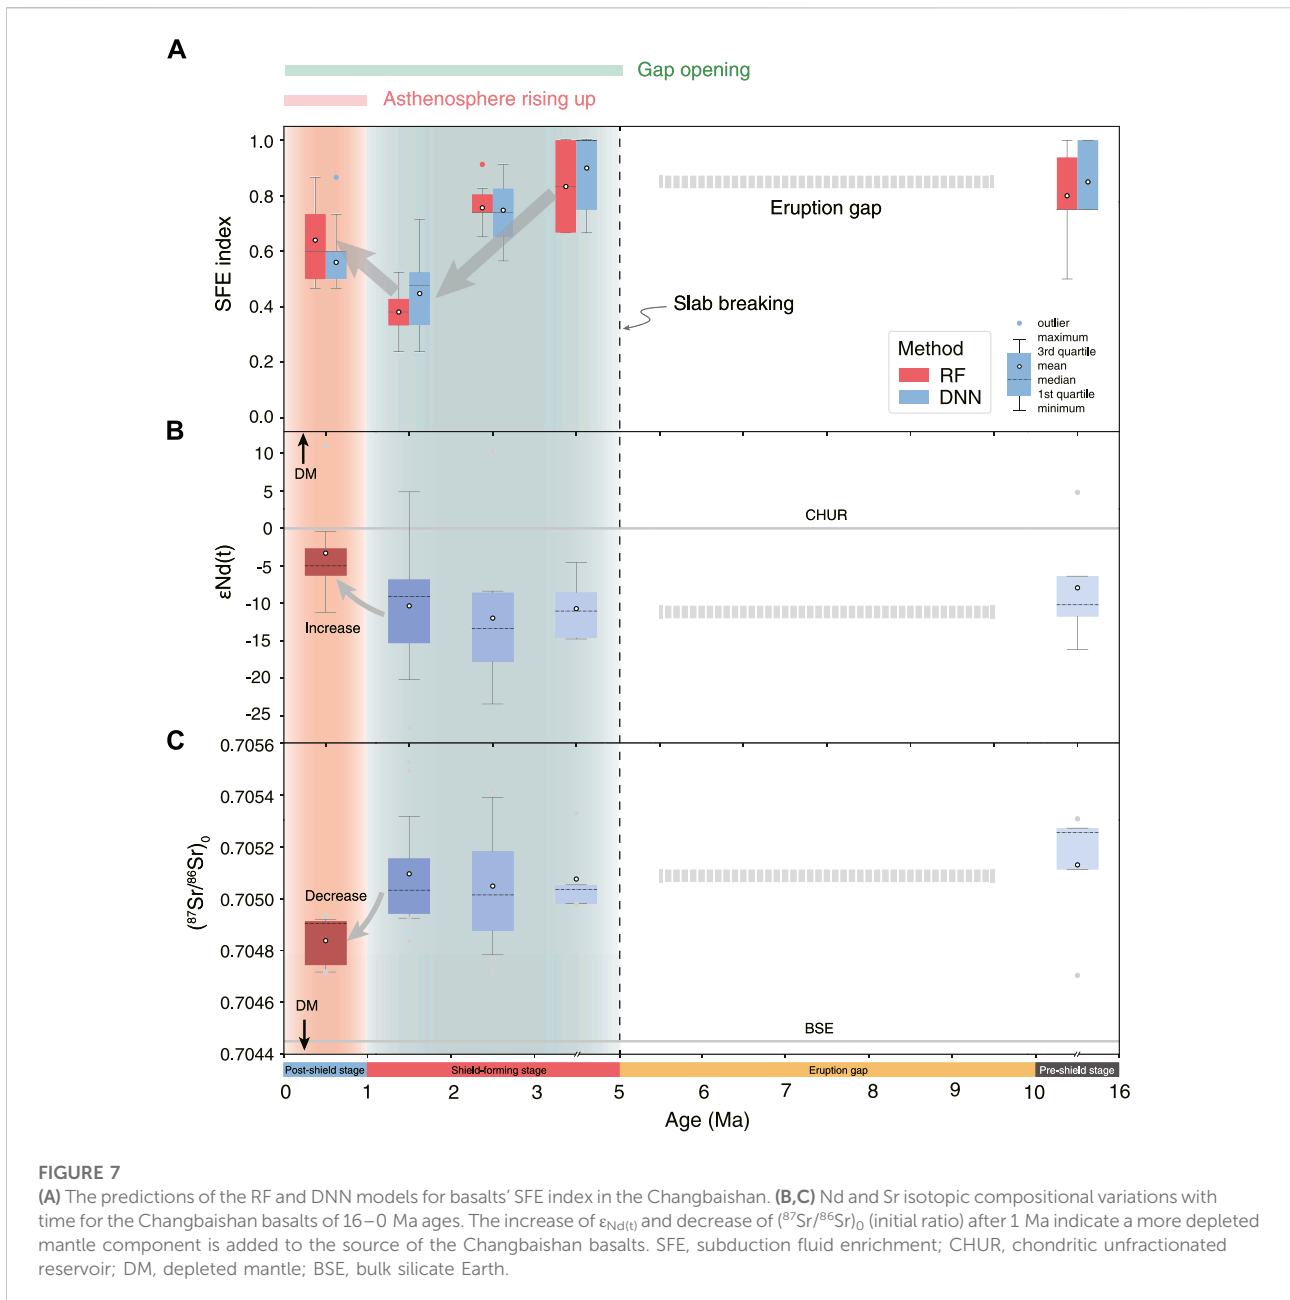 A
Gap opening
Asthenosphere rising up
1.0
0.8
0.6
0.4
0.2
0.0
SFE index
Eruption gap
Slab breaking
Method
RF
DNN
outlier
maximum
3rd quartile
mean
median
1st quartile
minimum
B
DM
10
5
0
-5
-10
-15
-20
-25
εNd(t)
CHUR
Increase
C
0.7056
0.7054
0.7052
0.7050
0.7048
0.7046
0.7044
(⁸⁷Sr/⁸⁶Sr)₀
Decrease
DM
BSE
Post-shield stage
Shield-forming stage
Eruption gap
Pre-shield stage
0 1 2 3 4 5 6 7 8 9 10 16
Age (Ma)
FIGURE 7
(A) The predictions of the RF and DNN models for basalts' SFE index in the Changbaishan. (B,C) Nd and Sr isotopic compositional variations with
time for the Changbaishan basalts of 16–0 Ma ages. The increase of εNd(t) and decrease of (⁸⁷Sr/⁸⁶Sr)₀ (initial ratio) after 1 Ma indicate a more depleted
mantle component is added to the source of the Changbaishan basalts. SFE, subduction fluid enrichment; CHUR, chondritic unfractionated
reservoir; DM, depleted mantle; BSE, bulk silicate Earth.